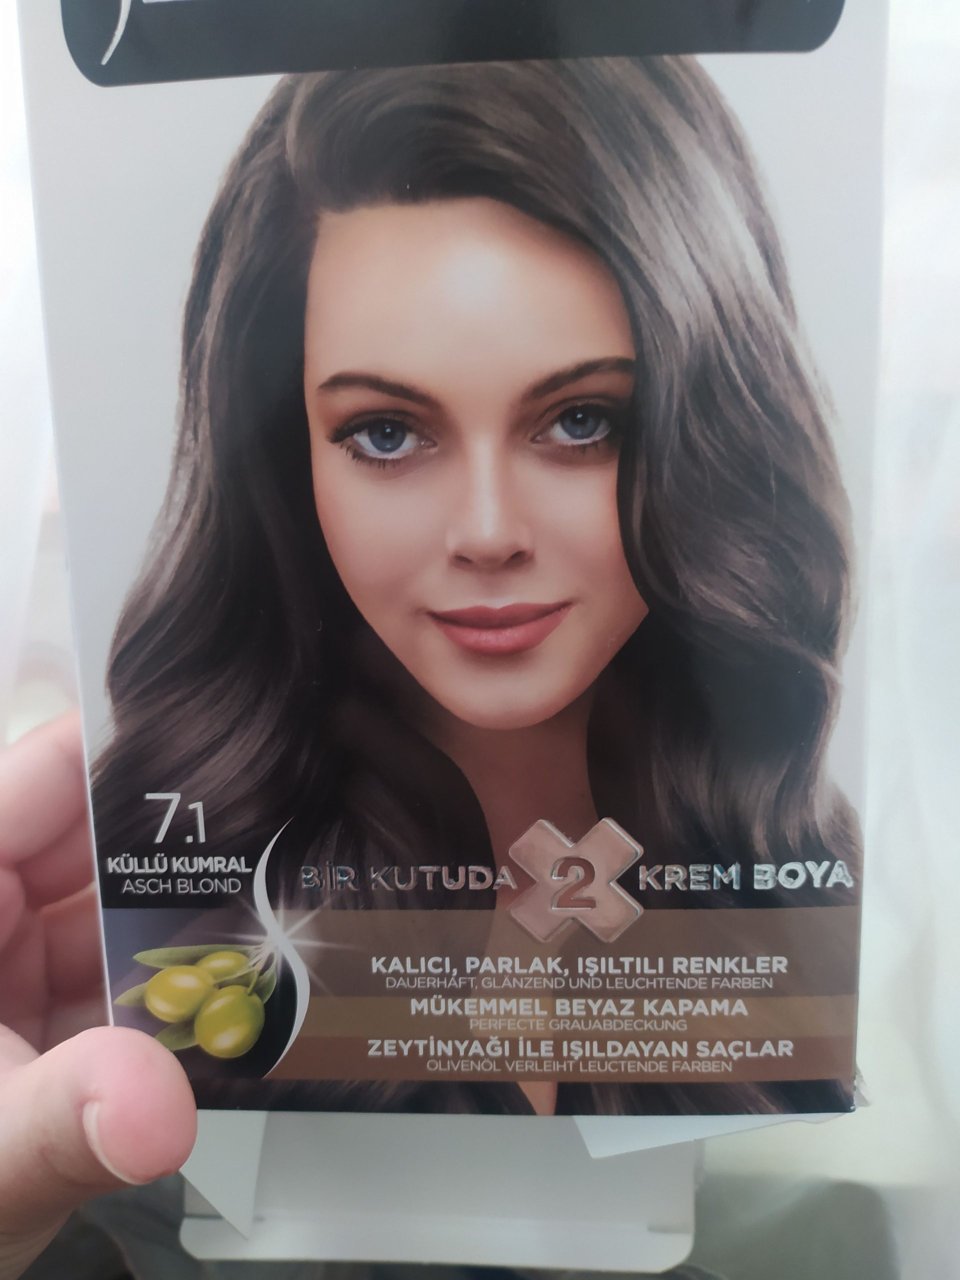 7.1
KÜLLÜ KUMRAL
ASCH BLOND
BİR KUTUDA 2 KREM BOYA
KALICI, PARLAK, IŞILTILI RENKLER
DAUERHAFT, GLÄNZEND UND LEUCHTENDE FARBEN
MÜKEMMEL BEYAZ KAPAMA
PERFECTE GRAUABDECKUNG
ZEYTİNYAĞI İLE IŞILDAYAN SAÇLAR
OLIVENÖL VERLEIHT LEUCTENDE FARBEN